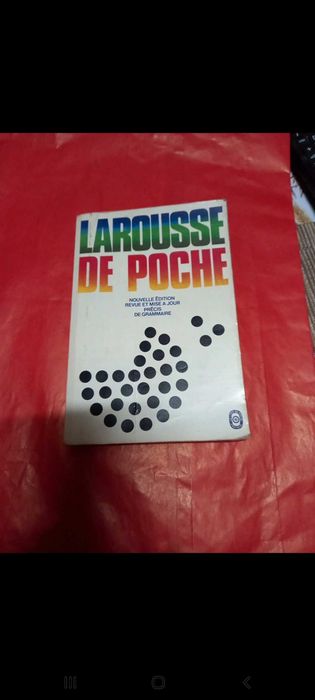 LAROUSSE
DE POCHE
NOUVELLE ÉDITION
REVUE ET MISE A JOUR
PRÉCIS
DE GRAMMAIRE